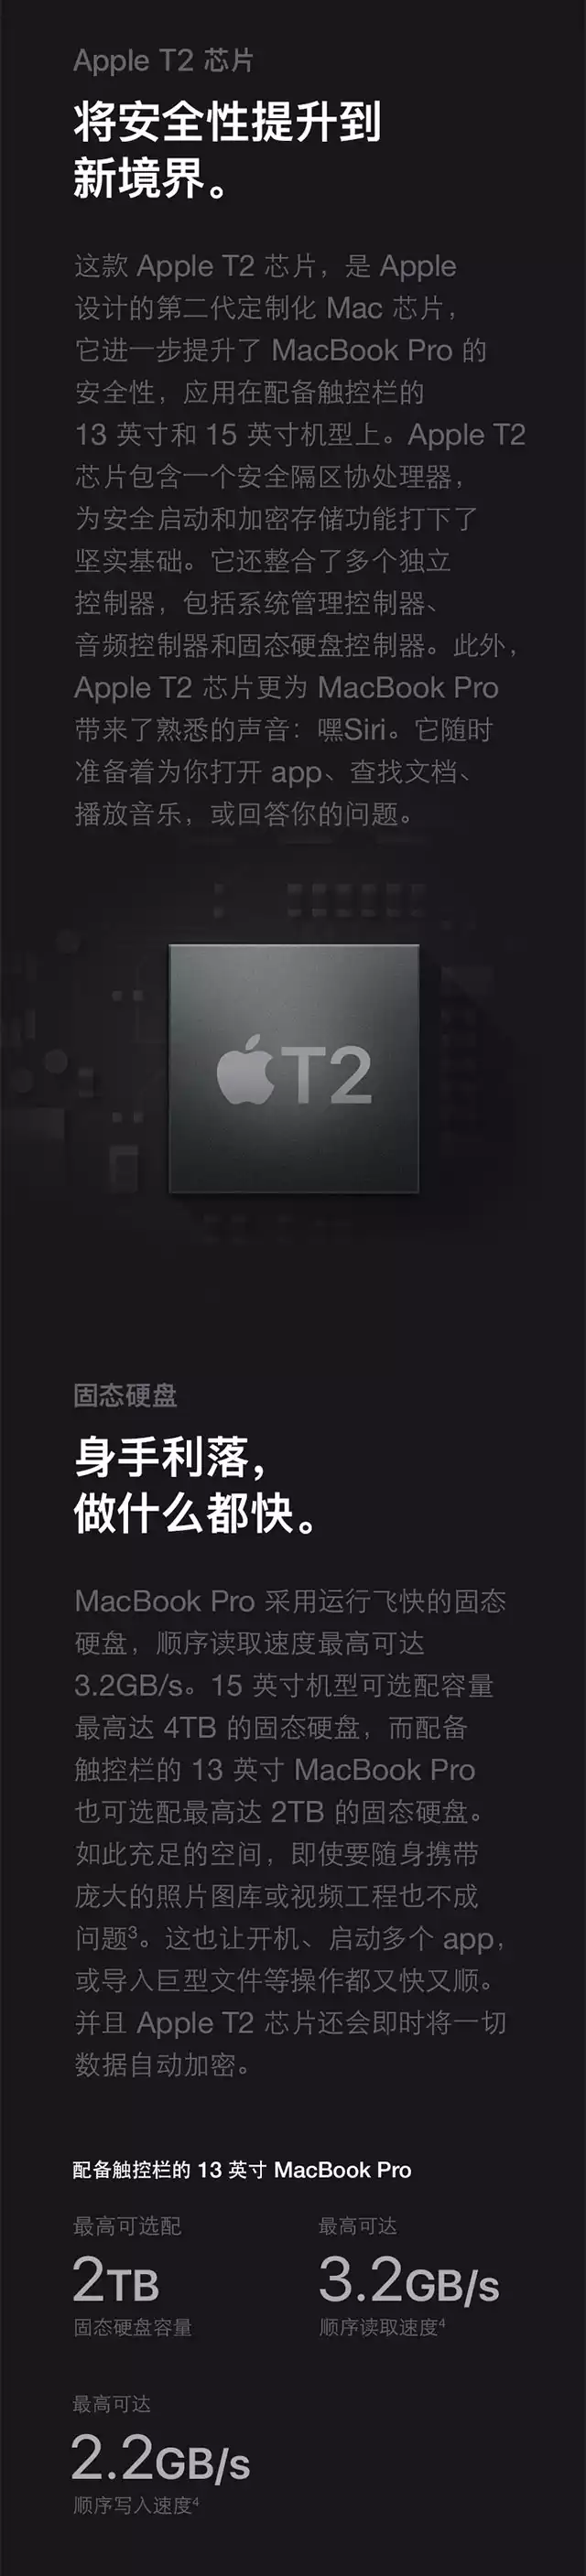 Apple T2 芯片
将安全性提升到
新境界。
这款 Apple T2 芯片，是 Apple
设计的第二代定制化 Mac 芯片，
它进一步提升了 MacBook Pro 的
安全性，应用在配备触控栏的
13 英寸和 15 英寸机型上。Apple T2
芯片包含一个安全隔区协处理器，
为安全启动和加密存储功能打下了
坚实基础。它还整合了多个独立
控制器，包括系统管理控制器、
音频控制器和固态硬盘控制器。此外，
Apple T2 芯片更为 MacBook Pro
带来了熟悉的声音：嘿Siri。它随时
准备着为你打开 app、查找文档、
播放音乐，或回答你的问题。
T2
固态硬盘
身手利落，
做什么都快。
MacBook Pro 采用运行飞快的固态
硬盘，顺序读取速度最高可达
3.2GB/s。15 英寸机型可选配容量
最高达 4TB 的固态硬盘，而配备
触控栏的 13 英寸 MacBook Pro
也可选配最高达 2TB 的固态硬盘。
如此充足的空间，即使要随身携带
庞大的照片图库或视频工程也不成
问题³。这也让开机、启动多个 app，
或导入巨型文件等操作都又快又顺。
并且 Apple T2 芯片还会即时将一切
数据自动加密。
配备触控栏的 13 英寸 MacBook Pro
最高可选配
2TB
固态硬盘容量
最高可达
3.2GB/s
顺序读取速度⁴
最高可达
2.2GB/s
顺序写入速度⁴